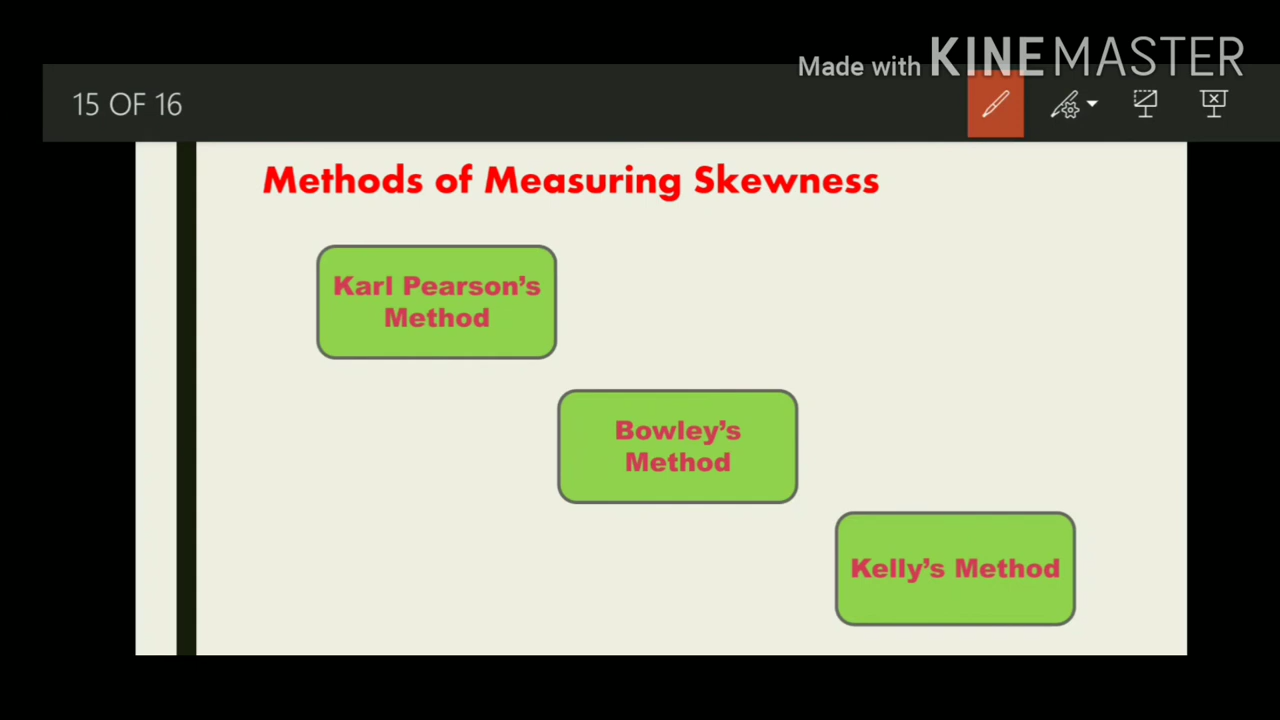 Made with KINEMASTER
15 OF 16
Methods of Measuring Skewness
Karl Pearson's
Method
Bowley's
Method
Kelly's Method